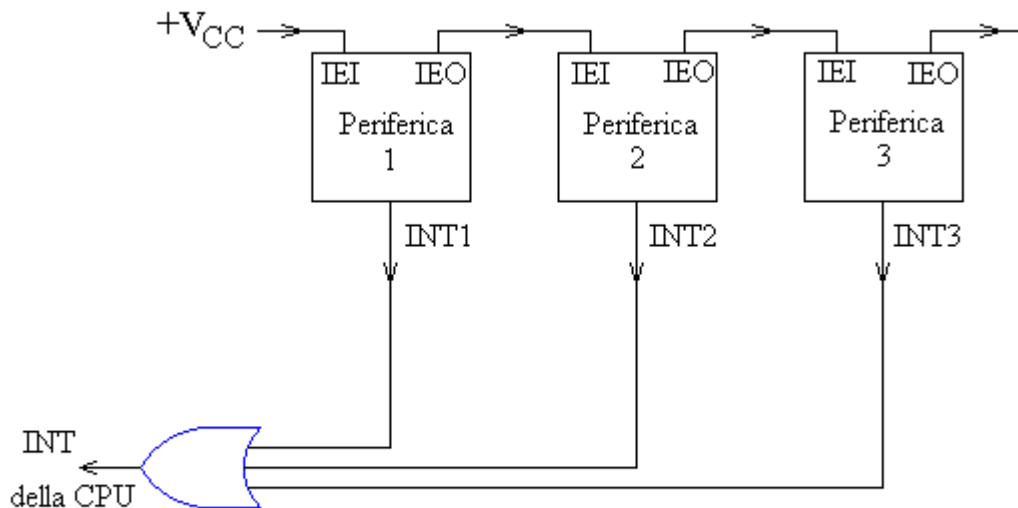 +VCC
IEI IEO
Periferica
1
IEI IEO
Periferica
2
IEI IEO
Periferica
3
INT1
INT2
INT3
INT
della CPU